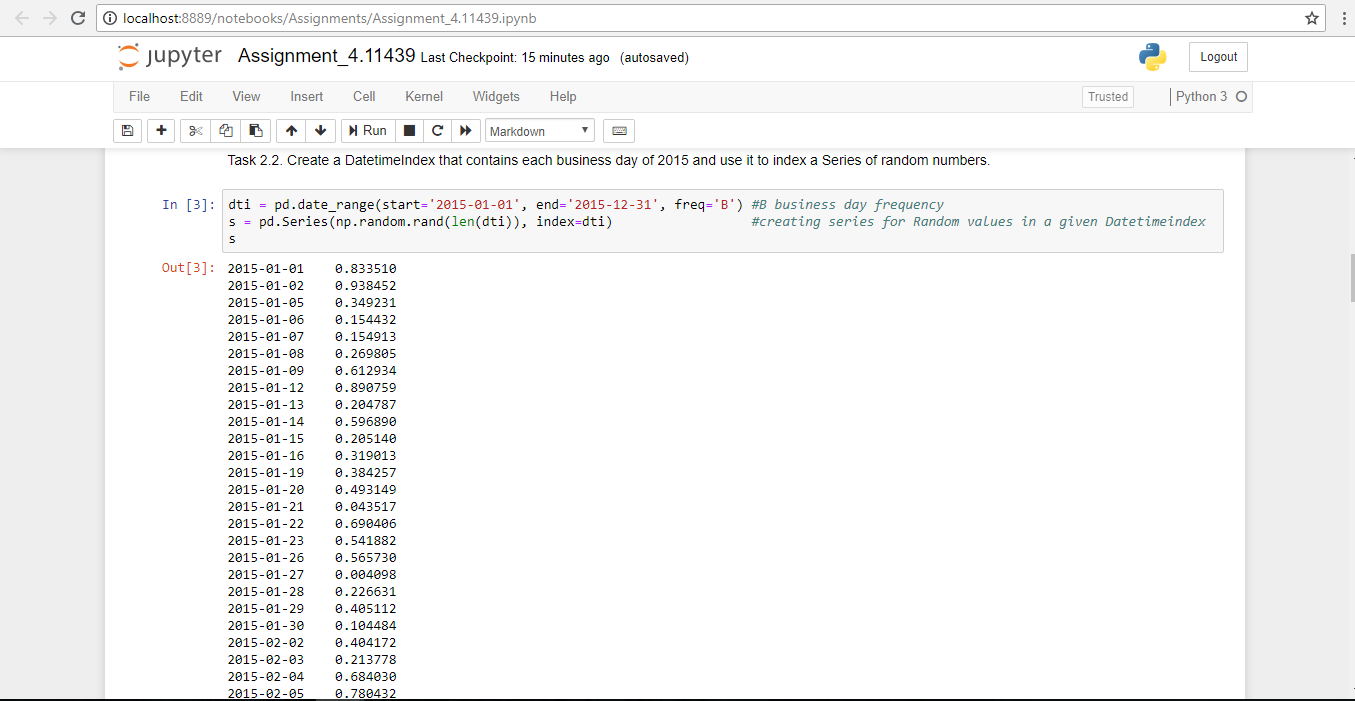 localhost:8889/notebooks/Assignments/Assignment_4.11439.ipynb
jupyter Assignment_4.11439 Last Checkpoint: 15 minutes ago (autosaved) Logout
File Edit View Insert Cell Kernel Widgets Help Trusted Python 3
Run Markdown
Task 2.2. Create a DatetimeIndex that contains each business day of 2015 and use it to index a Series of random numbers.
In [3]: dti = pd.date_range(start='2015-01-01', end='2015-12-31', freq='B') #B business day frequency
s = pd.Series(np.random.rand(len(dti)), index=dti) #creating series for Random values in a given Datetimeindex
s
Out[3]: 2015-01-01 0.833510
2015-01-02 0.938452
2015-01-05 0.349231
2015-01-06 0.154432
2015-01-07 0.154913
2015-01-08 0.269805
2015-01-09 0.612934
2015-01-12 0.890759
2015-01-13 0.204787
2015-01-14 0.596890
2015-01-15 0.205140
2015-01-16 0.319013
2015-01-19 0.384257
2015-01-20 0.493149
2015-01-21 0.043517
2015-01-22 0.690406
2015-01-23 0.541882
2015-01-26 0.565730
2015-01-27 0.004098
2015-01-28 0.226631
2015-01-29 0.405112
2015-01-30 0.104484
2015-02-02 0.404172
2015-02-03 0.213778
2015-02-04 0.684030
2015-02-05 0.780432